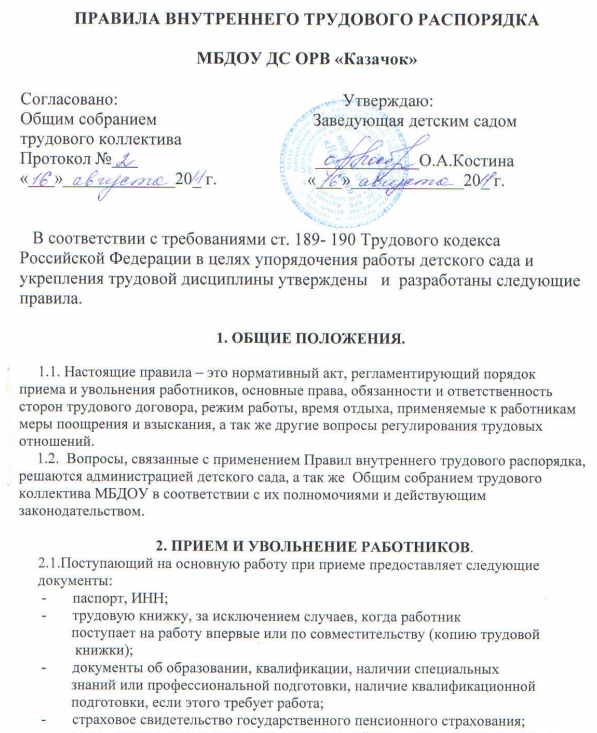 ПРАВИЛА ВНУТРЕННЕГО ТРУДОВОГО РАСПОРЯДКА
МБДОУ ДС ОРВ «Казачок»
Согласовано: Утверждаю:
Общим собранием Заведующая детским садом
трудового коллектива
Протокол № 2 О.А.Костина
«16» августа 2011 г. «16» августа 2011 г.
В соответствии с требованиями ст. 189- 190 Трудового кодекса
Российской Федерации в целях упорядочения работы детского сада и
укрепления трудовой дисциплины утверждены и разработаны следующие
правила.
1. ОБЩИЕ ПОЛОЖЕНИЯ.
1.1. Настоящие правила – это нормативный акт, регламентирующий порядок
приема и увольнения работников, основные права, обязанности и ответственность
сторон трудового договора, режим работы, время отдыха, применяемые к работникам
меры поощрения и взыскания, а так же другие вопросы регулирования трудовых
отношений.
1.2. Вопросы, связанные с применением Правил внутреннего трудового распорядка,
решаются администрацией детского сада, а так же Общим собранием трудового
коллектива МБДОУ в соответствии с их полномочиями и действующим
законодательством.
2. ПРИЕМ И УВОЛЬНЕНИЕ РАБОТНИКОВ.
2.1.Поступающий на основную работу при приеме предоставляет следующие
документы:
- паспорт, ИНН;
- трудовую книжку, за исключением случаев, когда работник
поступает на работу впервые или по совместительству (копию трудовой
книжки);
- документы об образовании, квалификации, наличии специальных
знаний или профессиональной подготовки, наличие квалификационной
подготовки, если этого требует работа;
- страховое свидетельство государственного пенсионного страхования;